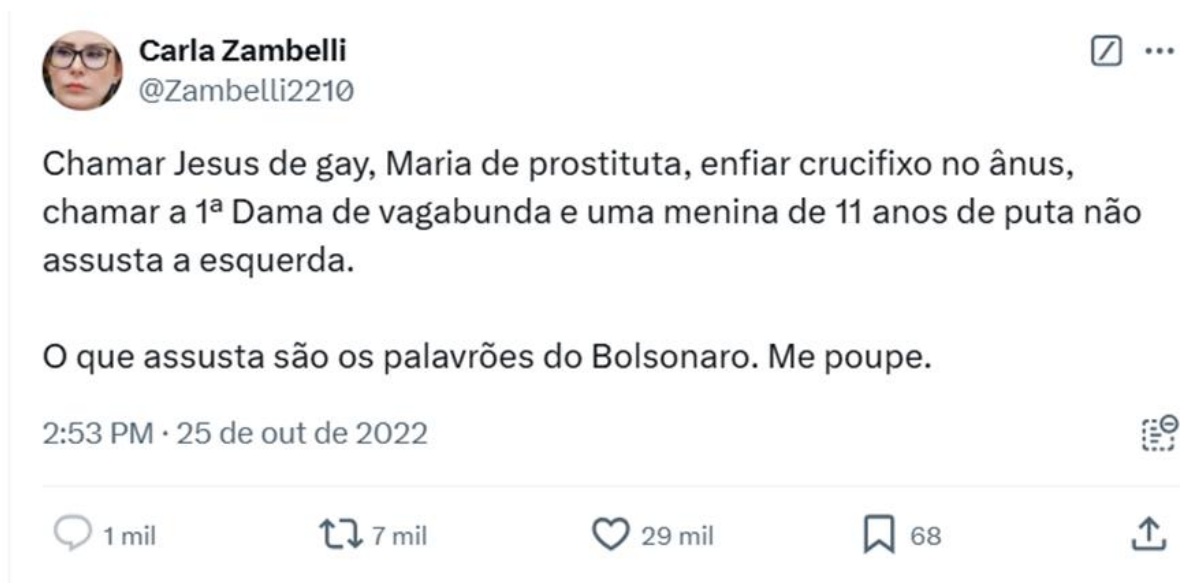 Carla Zambelli
@Zambelli2210
Chamar Jesus de gay, Maria de prostituta, enfiar crucifixo no ânus,
chamar a 1ª Dama de vagabunda e uma menina de 11 anos de puta não
assusta a esquerda.
O que assusta são os palavrões do Bolsonaro. Me poupe.
2:53 PM · 25 de out de 2022
1 mil 7 mil 29 mil 68